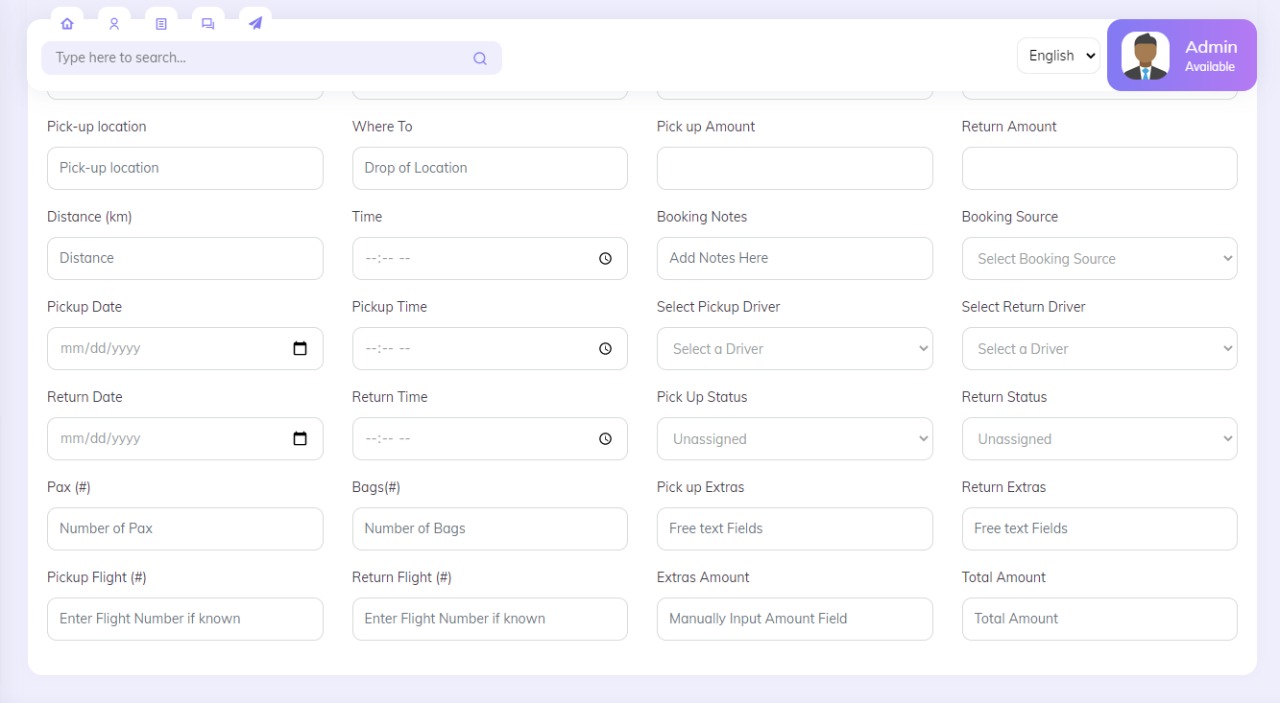 Type here to search...
English
Admin
Available
Pick-up location Where To Pick up Amount Return Amount
Pick-up location Drop of Location
Distance (km) Time Booking Notes Booking Source
Distance --:-- -- Add Notes Here Select Booking Source
Pickup Date Pickup Time Select Pickup Driver Select Return Driver
mm/dd/yyyy --:-- -- Select a Driver Select a Driver
Return Date Return Time Pick Up Status Return Status
mm/dd/yyyy --:-- -- Unassigned Unassigned
Pax (#) Bags(#) Pick up Extras Return Extras
Number of Pax Number of Bags Free text Fields Free text Fields
Pickup Flight (#) Return Flight (#) Extras Amount Total Amount
Enter Flight Number if known Enter Flight Number if known Manually Input Amount Field Total Amount